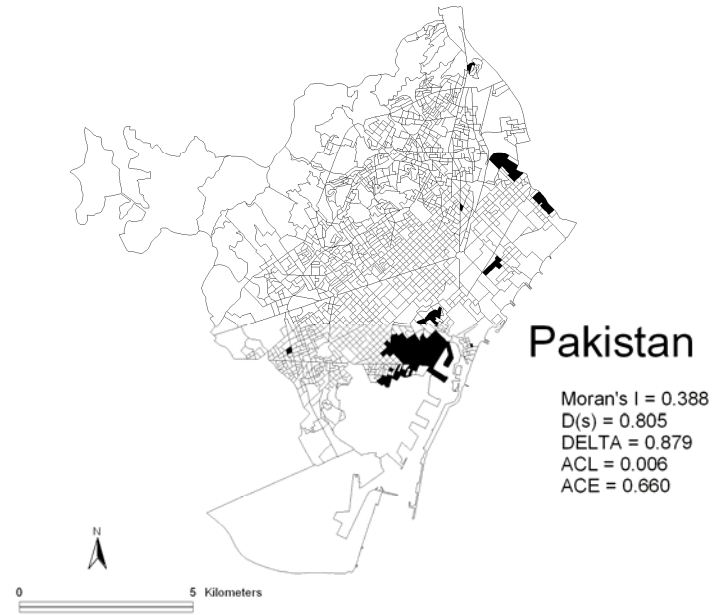 Pakistan
Moran's I = 0.388
D(s) = 0.805
DELTA = 0.879
ACL = 0.006
ACE = 0.660
N
0 5 Kilometers